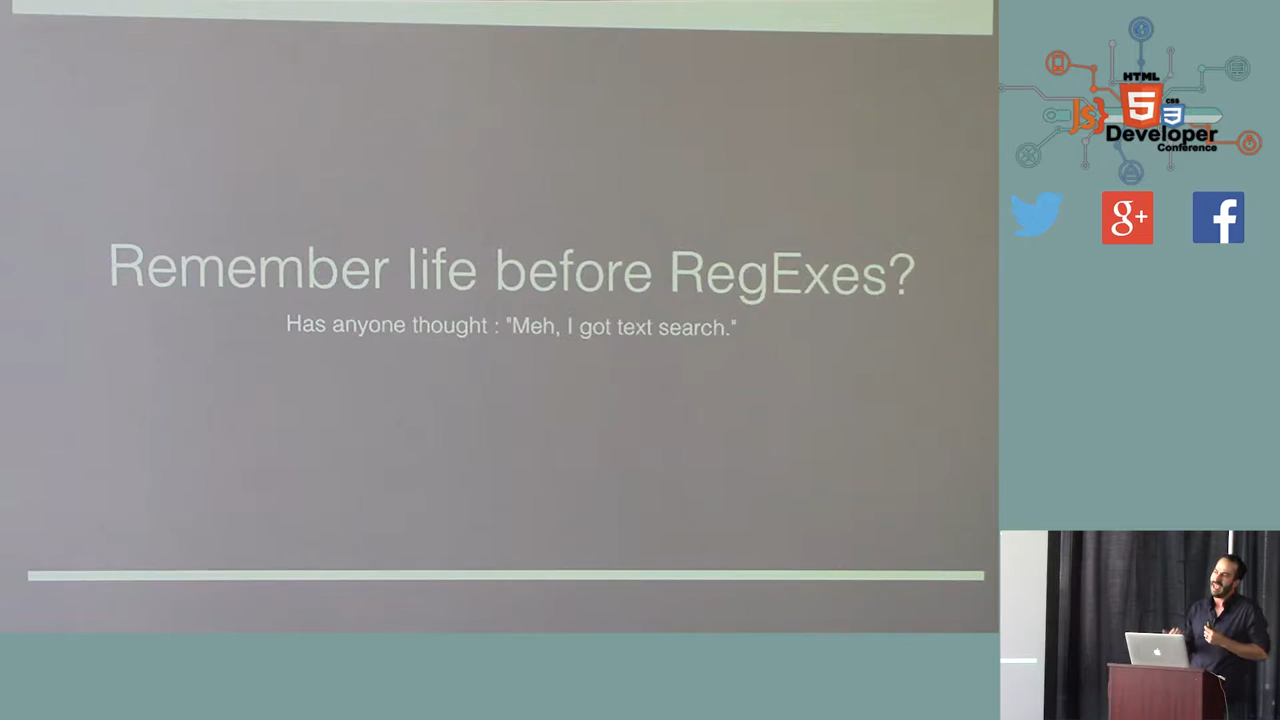 Remember life before RegExes?
Has anyone thought : "Meh, I got text search."
HTML
5
JS}
CSS
3
Developer
Conference
g+
f